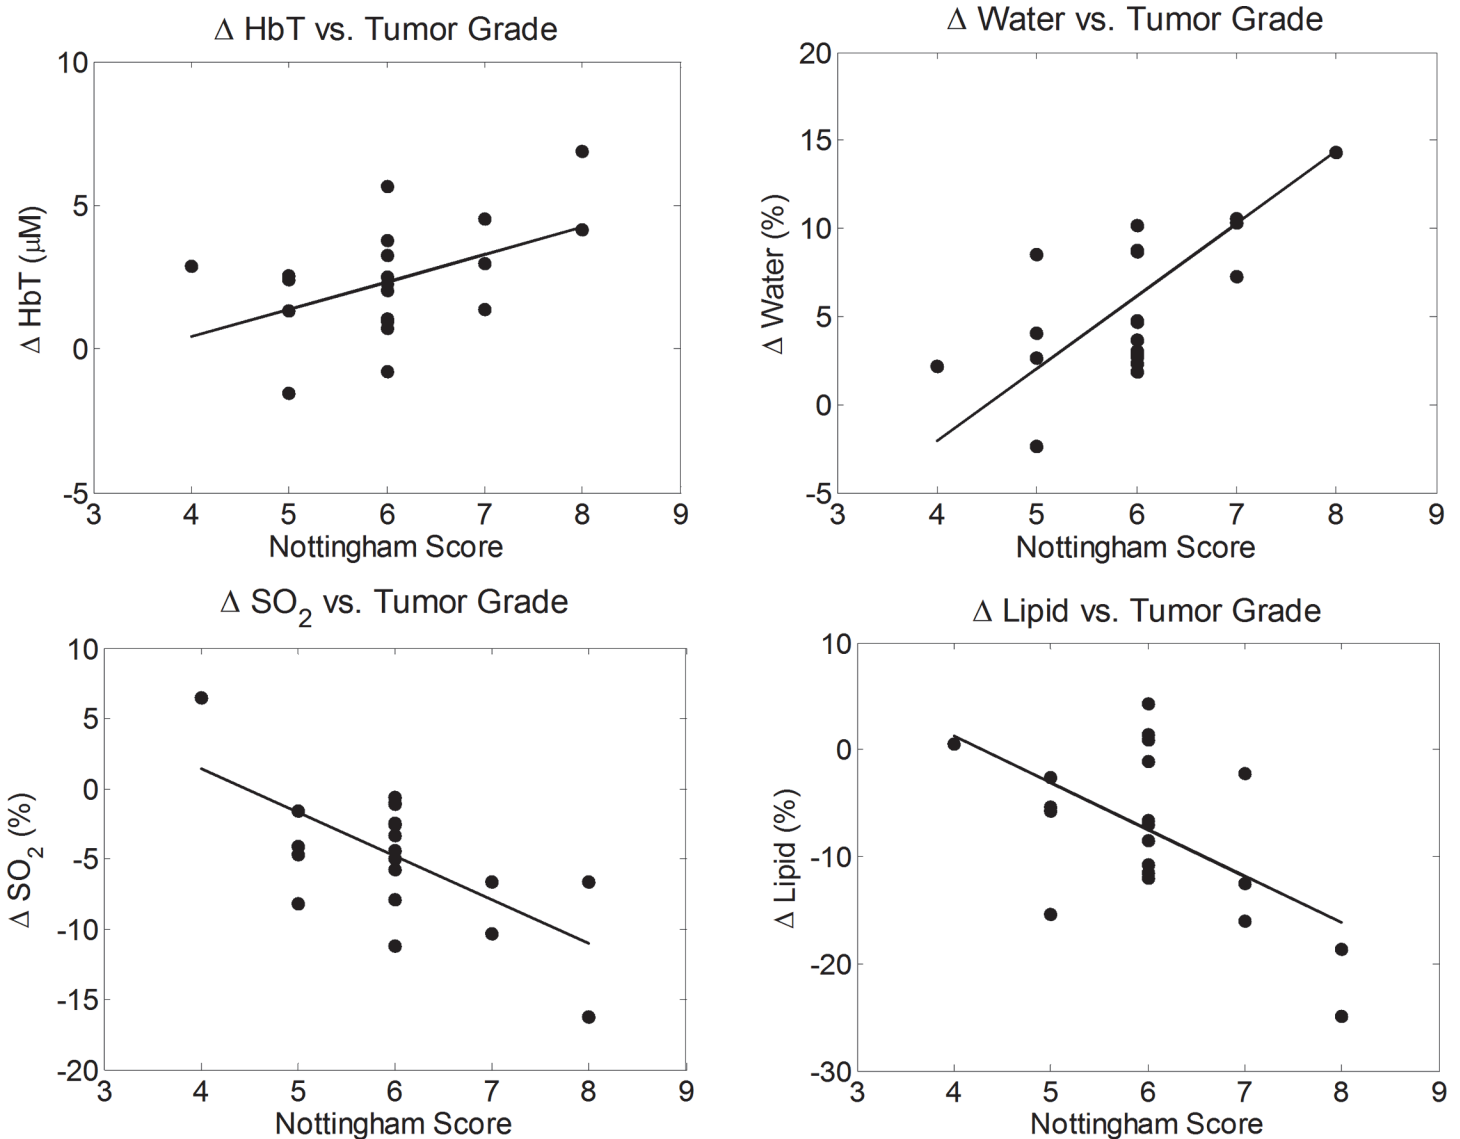 Δ HbT vs. Tumor Grade
10
5
0
-5
3 4 5 6 7 8 9
Δ HbT (μM)
Nottingham Score
Δ Water vs. Tumor Grade
20
15
10
5
0
-5
3 4 5 6 7 8 9
Δ Water (%)
Nottingham Score
Δ SO2 vs. Tumor Grade
10
5
0
-5
-10
-15
-20
3 4 5 6 7 8 9
Δ SO2 (%)
Nottingham Score
Δ Lipid vs. Tumor Grade
10
0
-10
-20
-30
3 4 5 6 7 8 9
Δ Lipid (%)
Nottingham Score